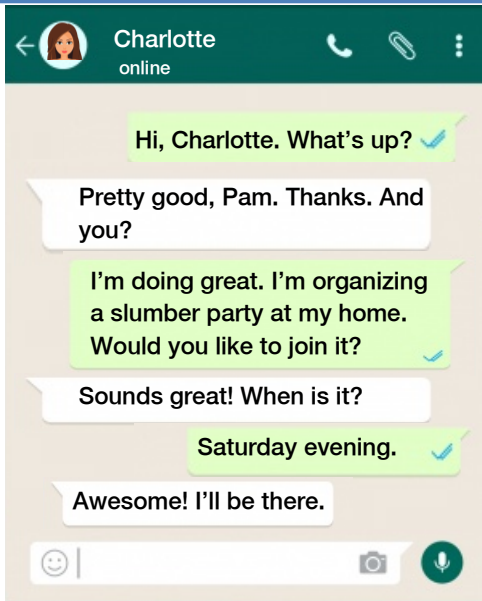 Charlotte
online
Hi, Charlotte. What’s up?
Pretty good, Pam. Thanks. And
you?
I’m doing great. I’m organizing
a slumber party at my home.
Would you like to join it?
Sounds great! When is it?
Saturday evening.
Awesome! I’ll be there.